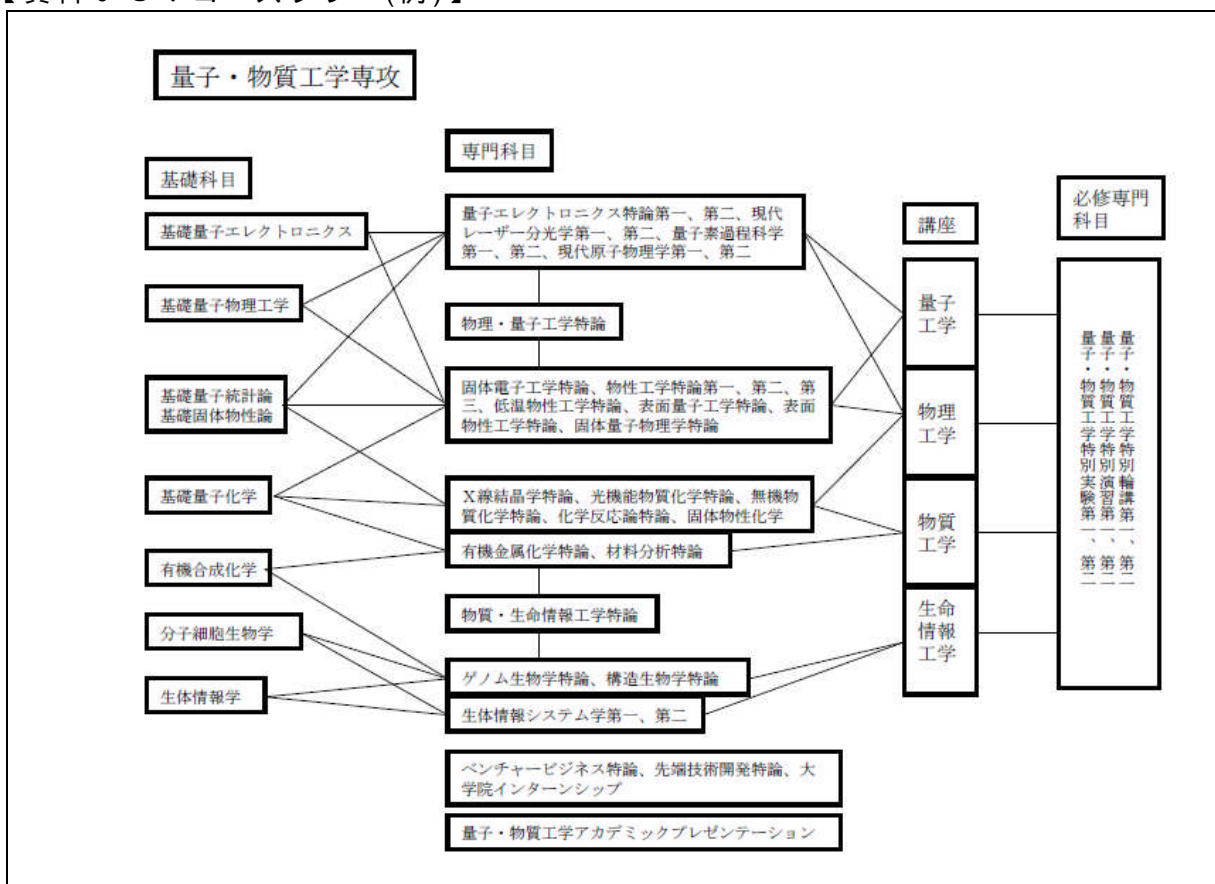 量子・物質工学専攻
基礎科目
基礎量子エレクトロニクス
基礎量子物理工学
基礎量子統計論
基礎固体物性論
基礎量子化学
有機合成化学
分子細胞生物学
生体情報学
専門科目
量子エレクトロニクス特論第一、第二、現代
レーザー分光学第一、第二、量子素過程科学
第一、第二、現代原子物理学第一、第二
物理・量子工学特論
固体電子工学特論、物性工学特論第一、第二、第
三、低温物性工学特論、表面量子工学特論、表面
物性工学特論、固体量子物理学特論
X線結晶学特論、光機能物質化学特論、無機物
質化学特論、化学反応論特論、固体物性化学
有機金属化学特論、材料分析特論
物質・生命情報工学特論
ゲノム生物学特論、構造生物学特論
生体情報システム学第一、第二
ベンチャービジネス特論、先端技術開発特論、大
学院インターンシップ
量子・物質工学アカデミックプレゼンテーション
講座
量子
工学
物理
工学
物質
工学
生命
情報
工学
必修専門
科目
量子・物質工学特別輪講第一、第二
量子・物質工学特別演習第一、第二
量子・物質工学特別実験第一、第二